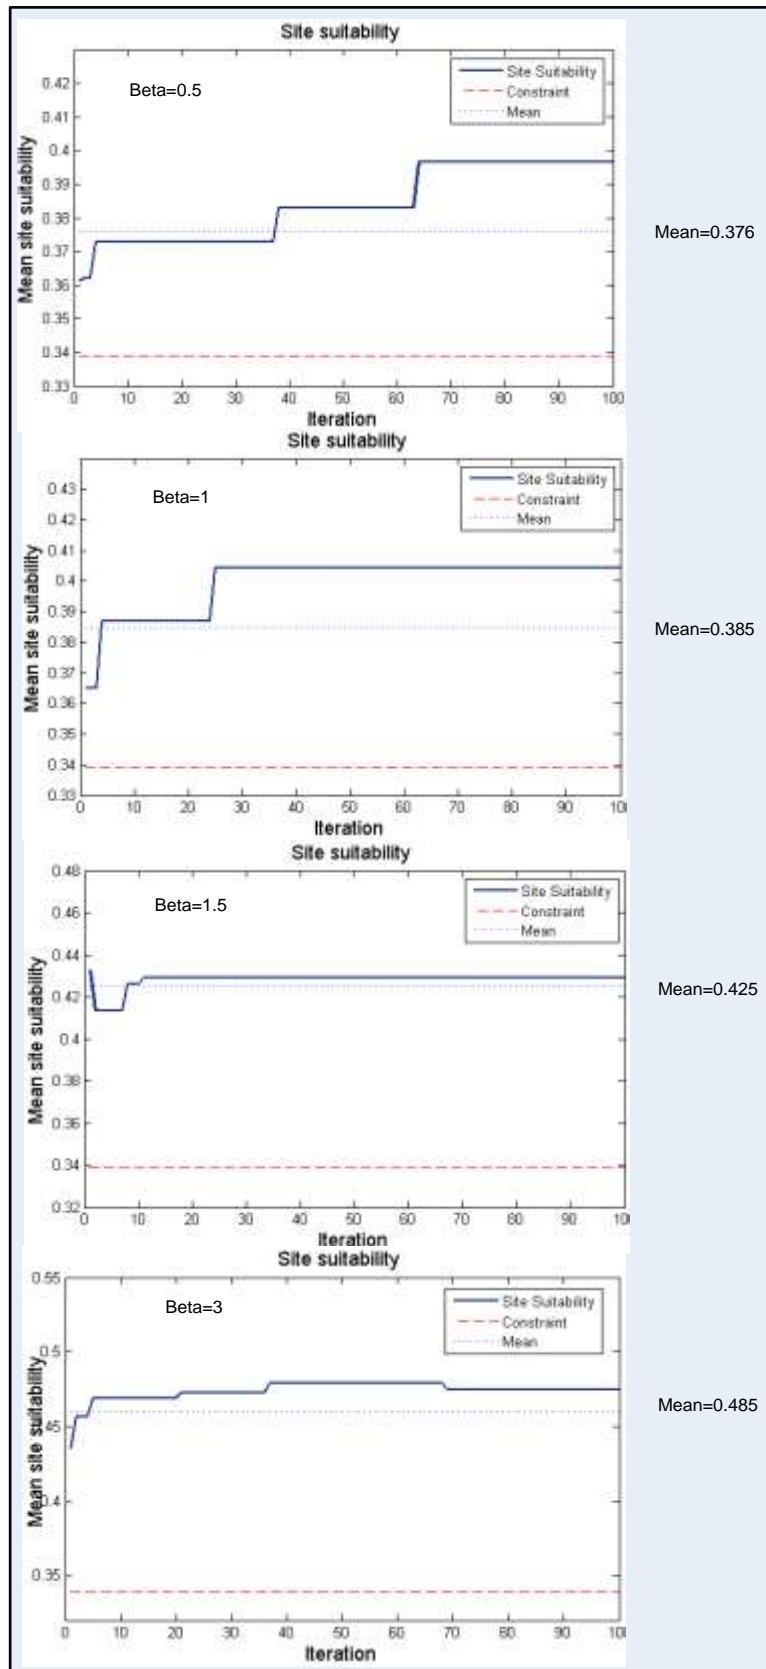 Site suitability
Beta=0.5
Site Suitability
Constraint
Mean
Mean site suitability
0.42
0.41
0.4
0.39
0.38
0.37
0.36
0.35
0.34
0.33
0 10 20 30 40 50 60 70 80 90 100
Iteration
Mean=0.376
Site suitability
Beta=1
Site Suitability
Constraint
Mean
Mean site suitability
0.43
0.42
0.41
0.4
0.39
0.38
0.37
0.36
0.35
0.34
0.33
0 10 20 30 40 50 60 70 80 90 10
Iteration
Mean=0.385
Site suitability
Beta=1.5
Site Suitability
Constraint
Mean
Mean site suitability
0.48
0.46
0.44
0.42
0.4
0.38
0.36
0.34
0.32
0 10 20 30 40 50 60 70 80 90 10
Iteration
Mean=0.425
Site suitability
Beta=3
Site Suitability
Constraint
Mean
Mean site suitability
0.55
0.5
0.45
0.4
0.35
0 10 20 30 40 50 60 70 80 90 100
Iteration
Mean=0.485